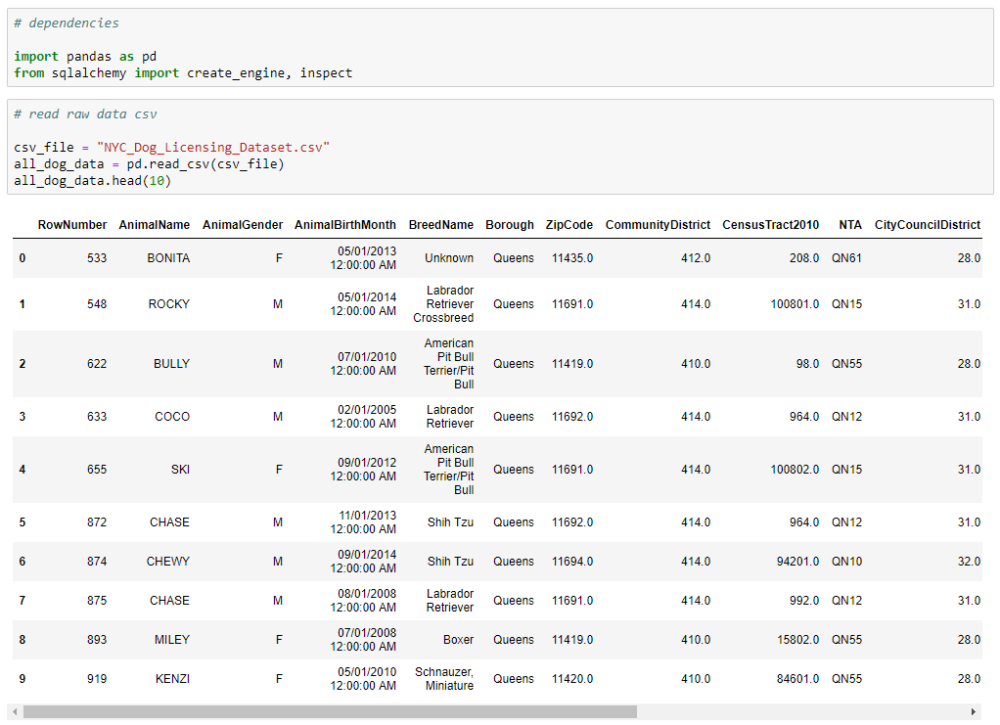 # dependencies
import pandas as pd
from sqlalchemy import create_engine, inspect
# read raw data csv
csv_file = "NYC_Dog_Licensing_Dataset.csv"
all_dog_data = pd.read_csv(csv_file)
all_dog_data.head(10)
RowNumber AnimalName AnimalGender AnimalBirthMonth BreedName Borough ZipCode CommunityDistrict CensusTract2010 NTA CityCouncilDistrict
0 533 BONITA F 05/01/2013 12:00:00 AM Unknown Queens 11435.0 412.0 208.0 QN61 28.0
1 548 ROCKY M 05/01/2014 12:00:00 AM Labrador Retriever Crossbreed Queens 11691.0 414.0 100801.0 QN15 31.0
2 622 BULLY M 07/01/2010 12:00:00 AM American Pit Bull Terrier/Pit Bull Queens 11419.0 410.0 98.0 QN55 28.0
3 633 COCO M 02/01/2005 12:00:00 AM Labrador Retriever Queens 11692.0 414.0 964.0 QN12 31.0
4 655 SKI F 09/01/2012 12:00:00 AM American Pit Bull Terrier/Pit Bull Queens 11691.0 414.0 100802.0 QN15 31.0
5 872 CHASE M 11/01/2013 12:00:00 AM Shih Tzu Queens 11692.0 414.0 964.0 QN12 31.0
6 874 CHEWY M 09/01/2014 12:00:00 AM Shih Tzu Queens 11694.0 414.0 94201.0 QN10 32.0
7 875 CHASE M 08/01/2008 12:00:00 AM Labrador Retriever Queens 11691.0 414.0 992.0 QN12 31.0
8 893 MILEY F 07/01/2008 12:00:00 AM Boxer Queens 11419.0 410.0 15802.0 QN55 28.0
9 919 KENZI F 05/01/2010 12:00:00 AM Schnauzer, Miniature Queens 11420.0 410.0 84601.0 QN55 28.0